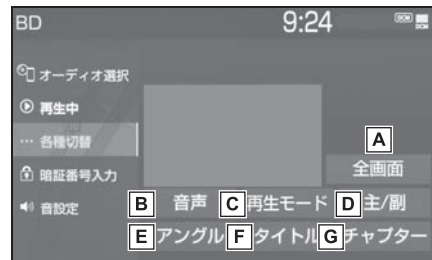 BD 9:24 DCM DCM
オーディオ選択
再生中
… 各種切替
暗証番号入力
音設定
A
全画面
B 音声 C 再生モード D 主/副
E アングル F タイトル G チャプター